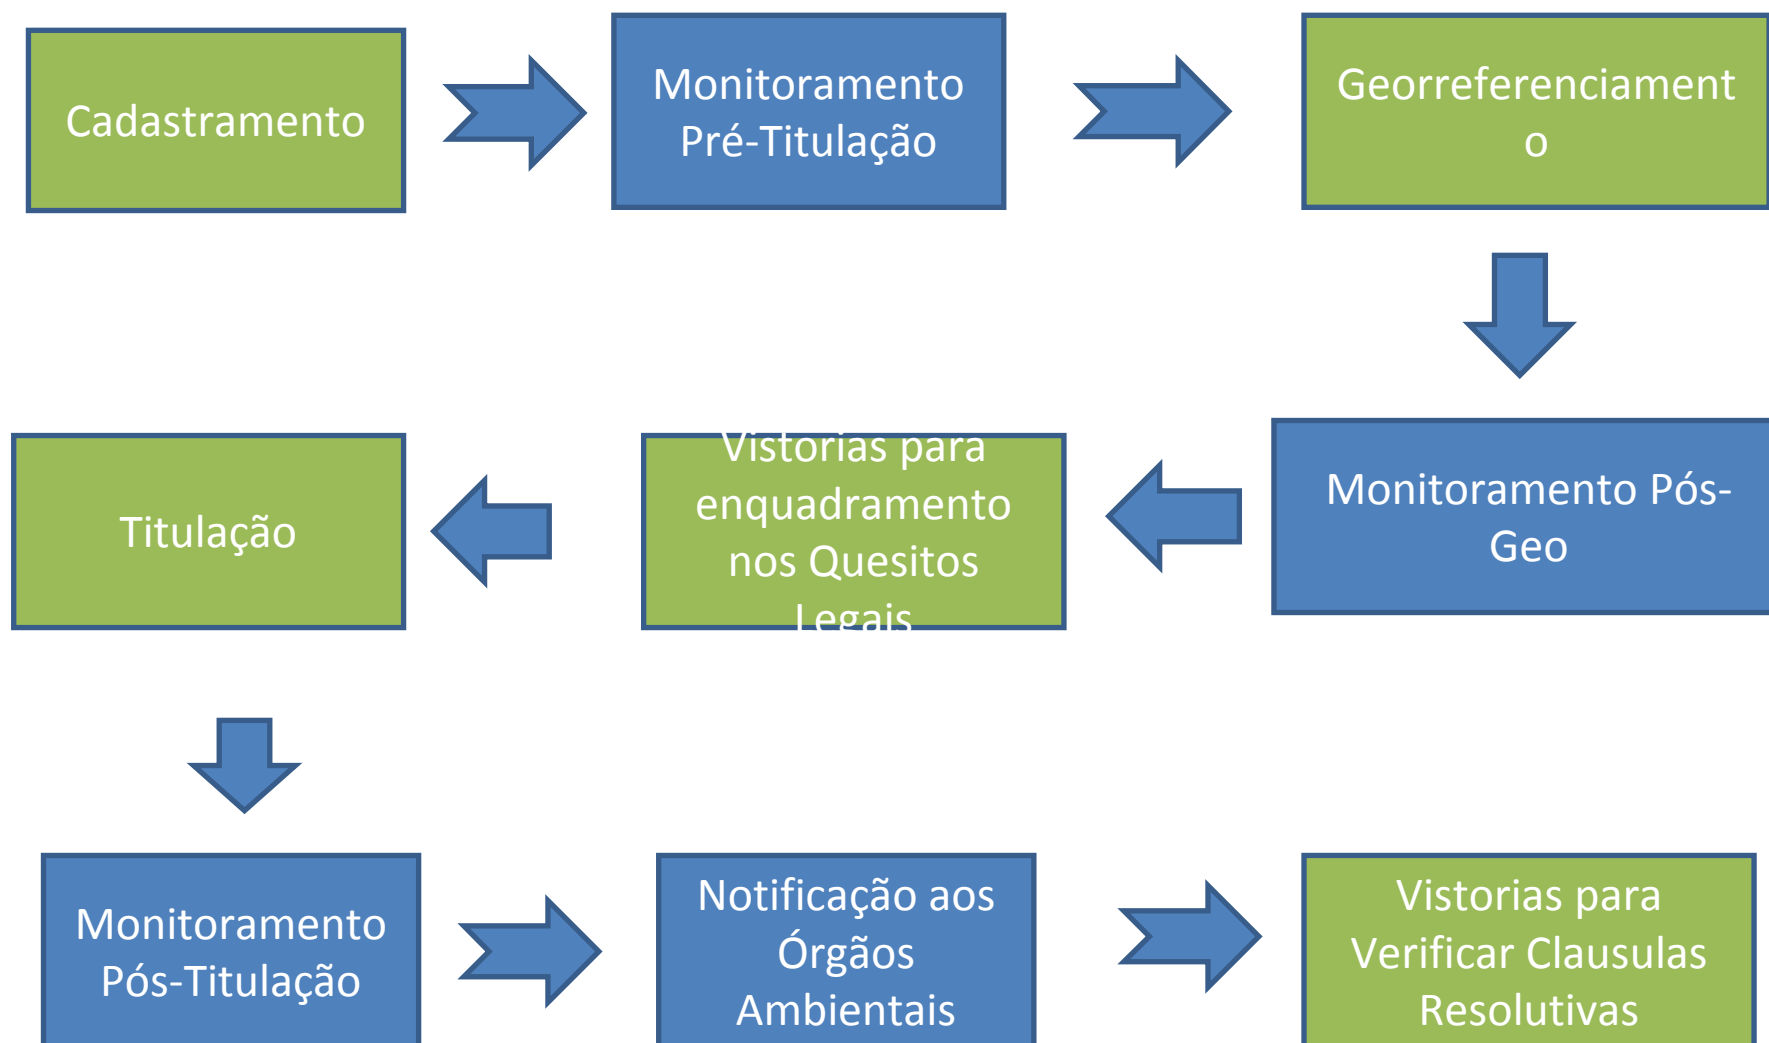 Cadastramento
Monitoramento
Pré-Titulação
Georreferenciament
o
Monitoramento Pós-
Geo
Vistorias para
enquadramento
nos Quesitos
Legais
Titulação
Monitoramento
Pós-Titulação
Notificação aos
Órgãos
Ambientais
Vistorias para
Verificar Clausulas
Resolutivas